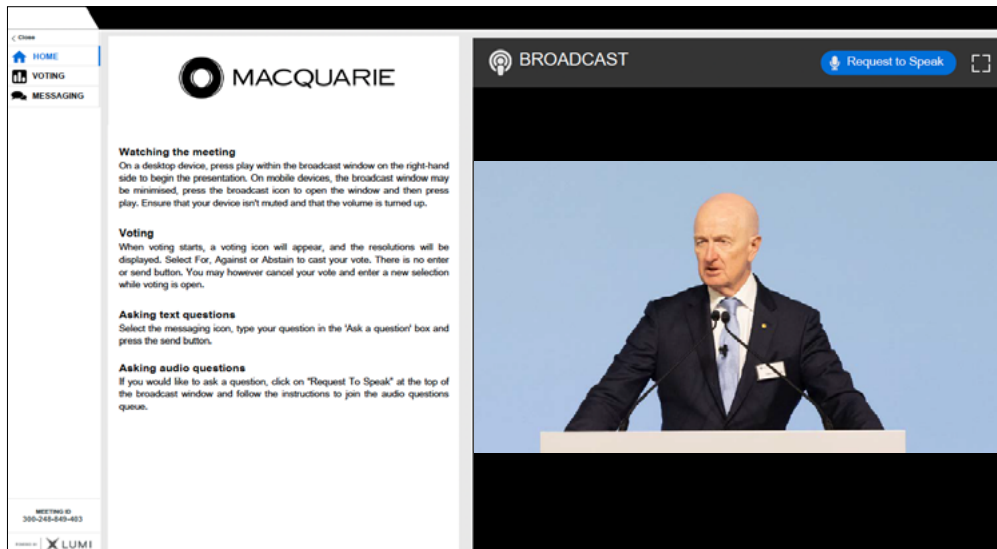 Close
HOME
VOTING
MESSAGING
MEETING ID
300-248-849-403
LUMI
MACQUARIE
Watching the meeting
On a desktop device, press play within the broadcast window on the right-hand
side to begin the presentation. On mobile devices, the broadcast window may
be minimised, press the broadcast icon to open the window and then press
play. Ensure that your device isn't muted and that the volume is turned up.
Voting
When voting starts, a voting icon will appear, and the resolutions will be
displayed. Select For, Against or Abstain to cast your vote. There is no enter
or send button. You may however cancel your vote and enter a new selection
while voting is open.
Asking text questions
Select the messaging icon, type your question in the 'Ask a question' box and
press the send button.
Asking audio questions
If you would like to ask a question, click on "Request To Speak" at the top of
the broadcast window and follow the instructions to join the audio questions
queue.
BROADCAST
Request to Speak